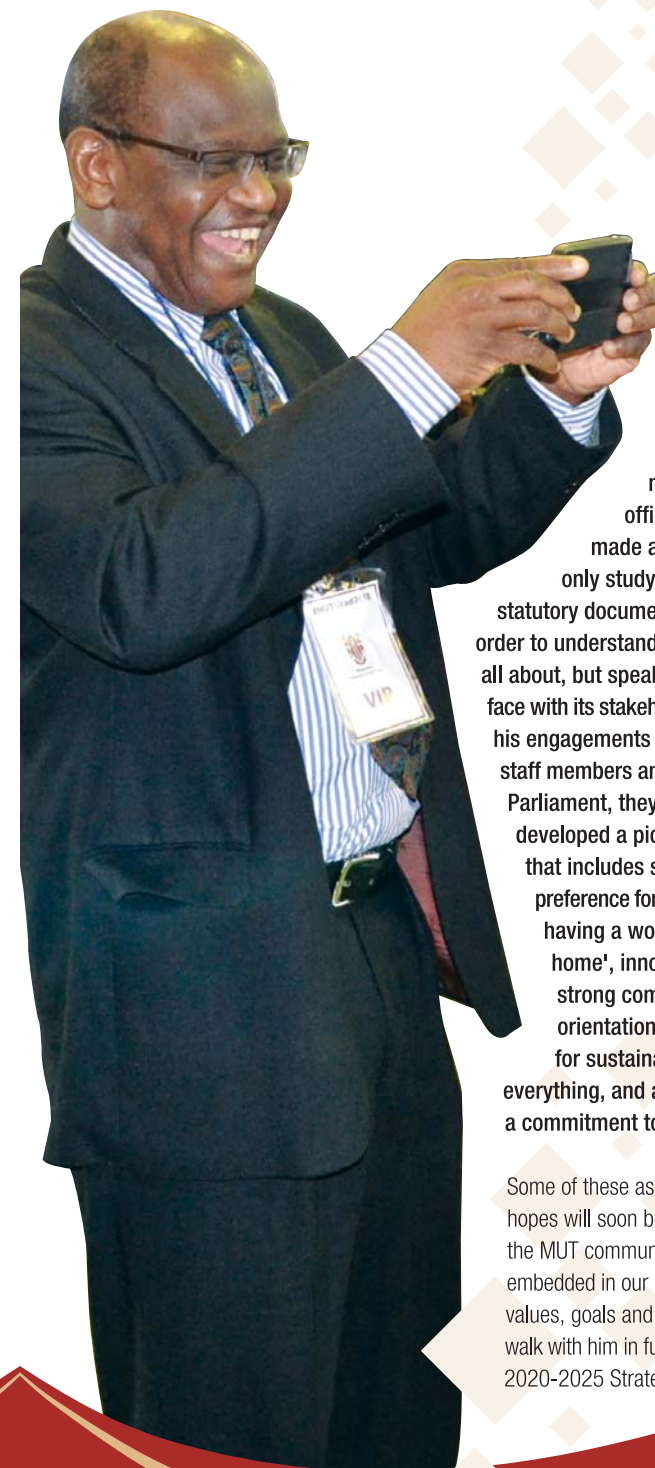 VIP
offi
made a
only study
statutory docume
order to understand
all about, but speal
face with its stakeh
his engagements
staff members an
Parliament, they
developed a pic
that includes s
preference for
having a wo
home', inno
strong com
orientation
for sustaina
everything, and a
a commitment to
Some of these as
hopes will soon b
the MUT commun
embedded in our
values, goals and
walk with him in fu
2020-2025 Strate